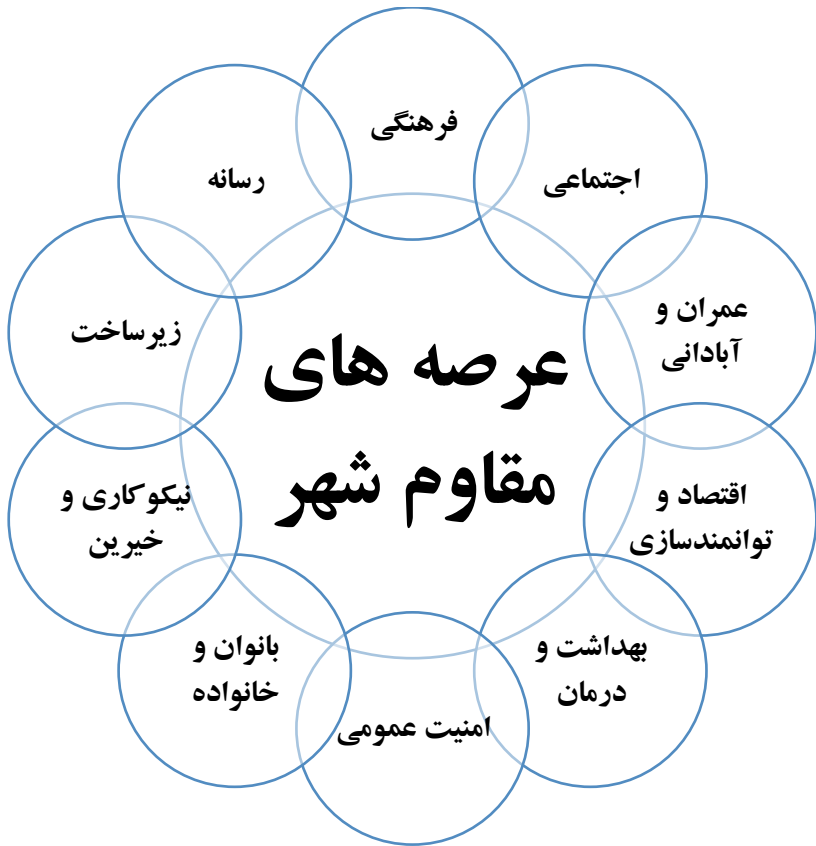 عرصه های
مقاوم شهر
فرهنگی
اجتماعی
عمران و
آبادانی
اقتصاد و
توانمندسازی
بهداشت و
درمان
امنیت عمومی
بانوان و
خانواده
نیکوکاری و
خیرین
زیرساخت
رسانه